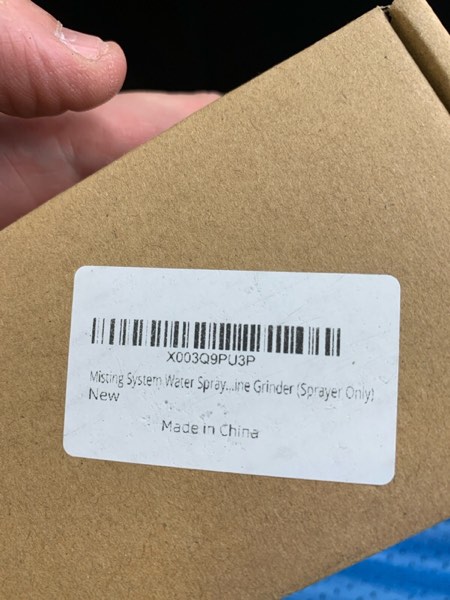 X003Q9PU3P
Misting System Water Spray...ine Grinder (Sprayer Only)
New
Made in China